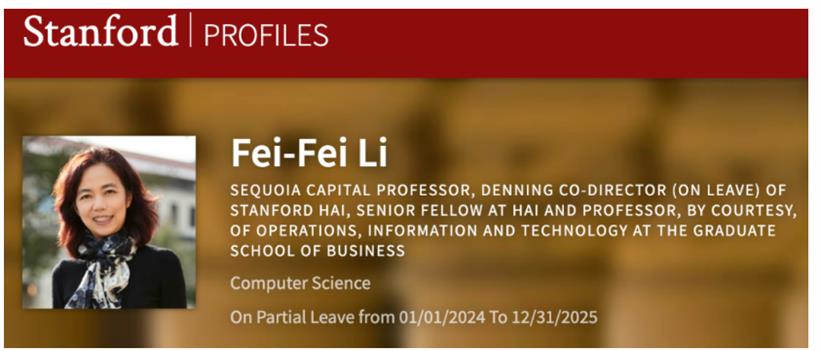 Stanford | PROFILES
Fei-Fei Li
SEQUOIA CAPITAL PROFESSOR, DENNING CO-DIRECTOR (ON LEAVE) OF
STANFORD HAI, SENIOR FELLOW AT HAI AND PROFESSOR, BY COURTESY,
OF OPERATIONS, INFORMATION AND TECHNOLOGY AT THE GRADUATE
SCHOOL OF BUSINESS
Computer Science
On Partial Leave from 01/01/2024 To 12/31/2025